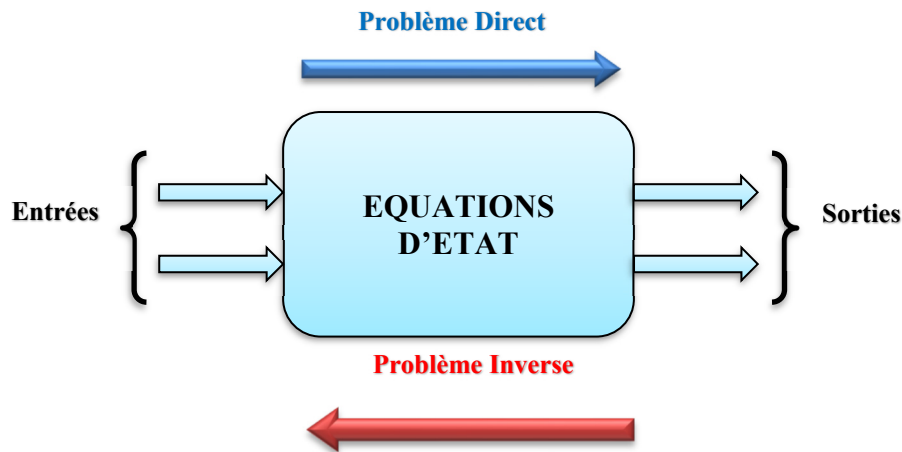 Problème Direct
Entrées
EQUATIONS
D’ETAT
Sorties
Problème Inverse